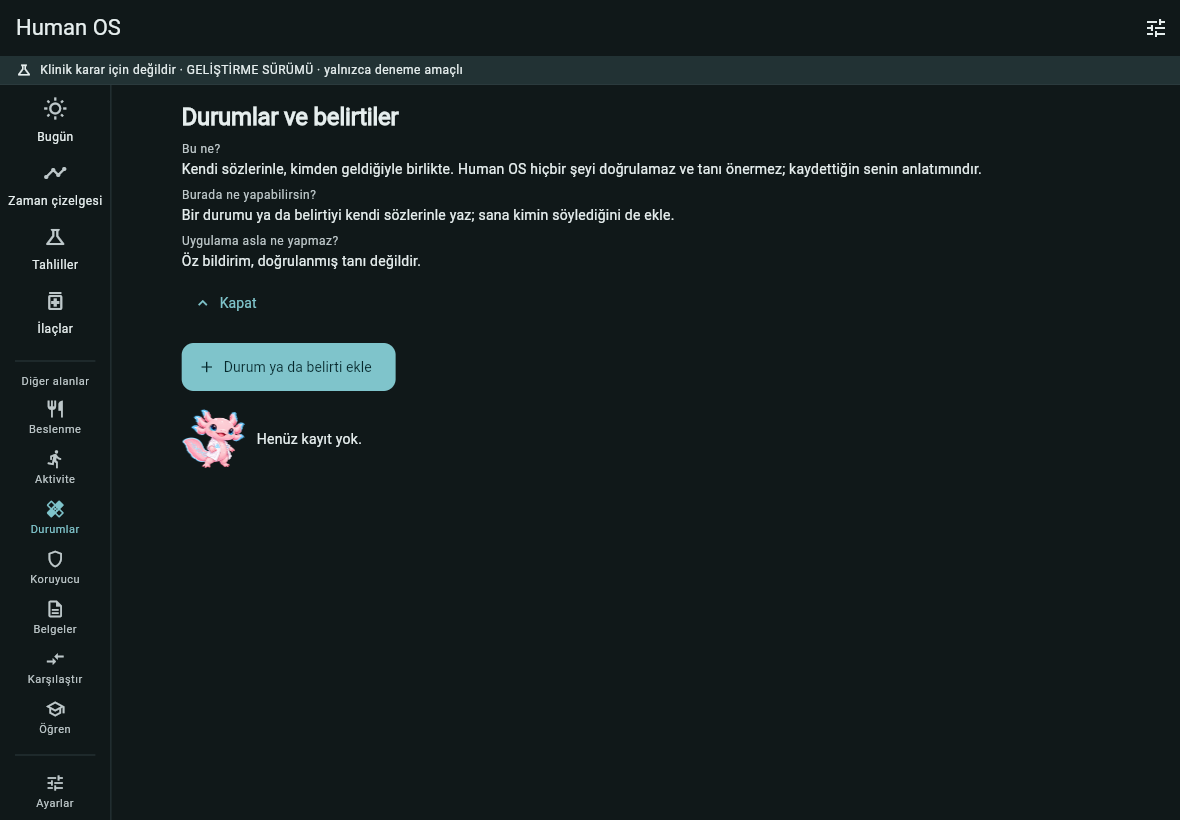 Human OS
Klinik karar için değildir · GELİŞTİRME SÜRÜMÜ · yalnızca deneme amaçlı
Bugün
Zaman çizelgesi
Tahliller
İlaçlar
Diğer alanlar
Beslenme
Aktivite
Durumlar
Koruyucu
Belgeler
Karşılaştır
Öğren
Ayarlar
Durumlar ve belirtiler
Bu ne?
Kendi sözlerinle, kimden geldiğiyle birlikte. Human OS hiçbir şeyi doğrulamaz ve tanı önermez; kaydettiğin senin anlatımındır.
Burada ne yapabilirsin?
Bir durumu ya da belirtiyi kendi sözlerinle yaz; sana kimin söylediğini de ekle.
Uygulama asla ne yapmaz?
Öz bildirim, doğrulanmış tanı değildir.
Kapat
Durum ya da belirti ekle
Henüz kayıt yok.